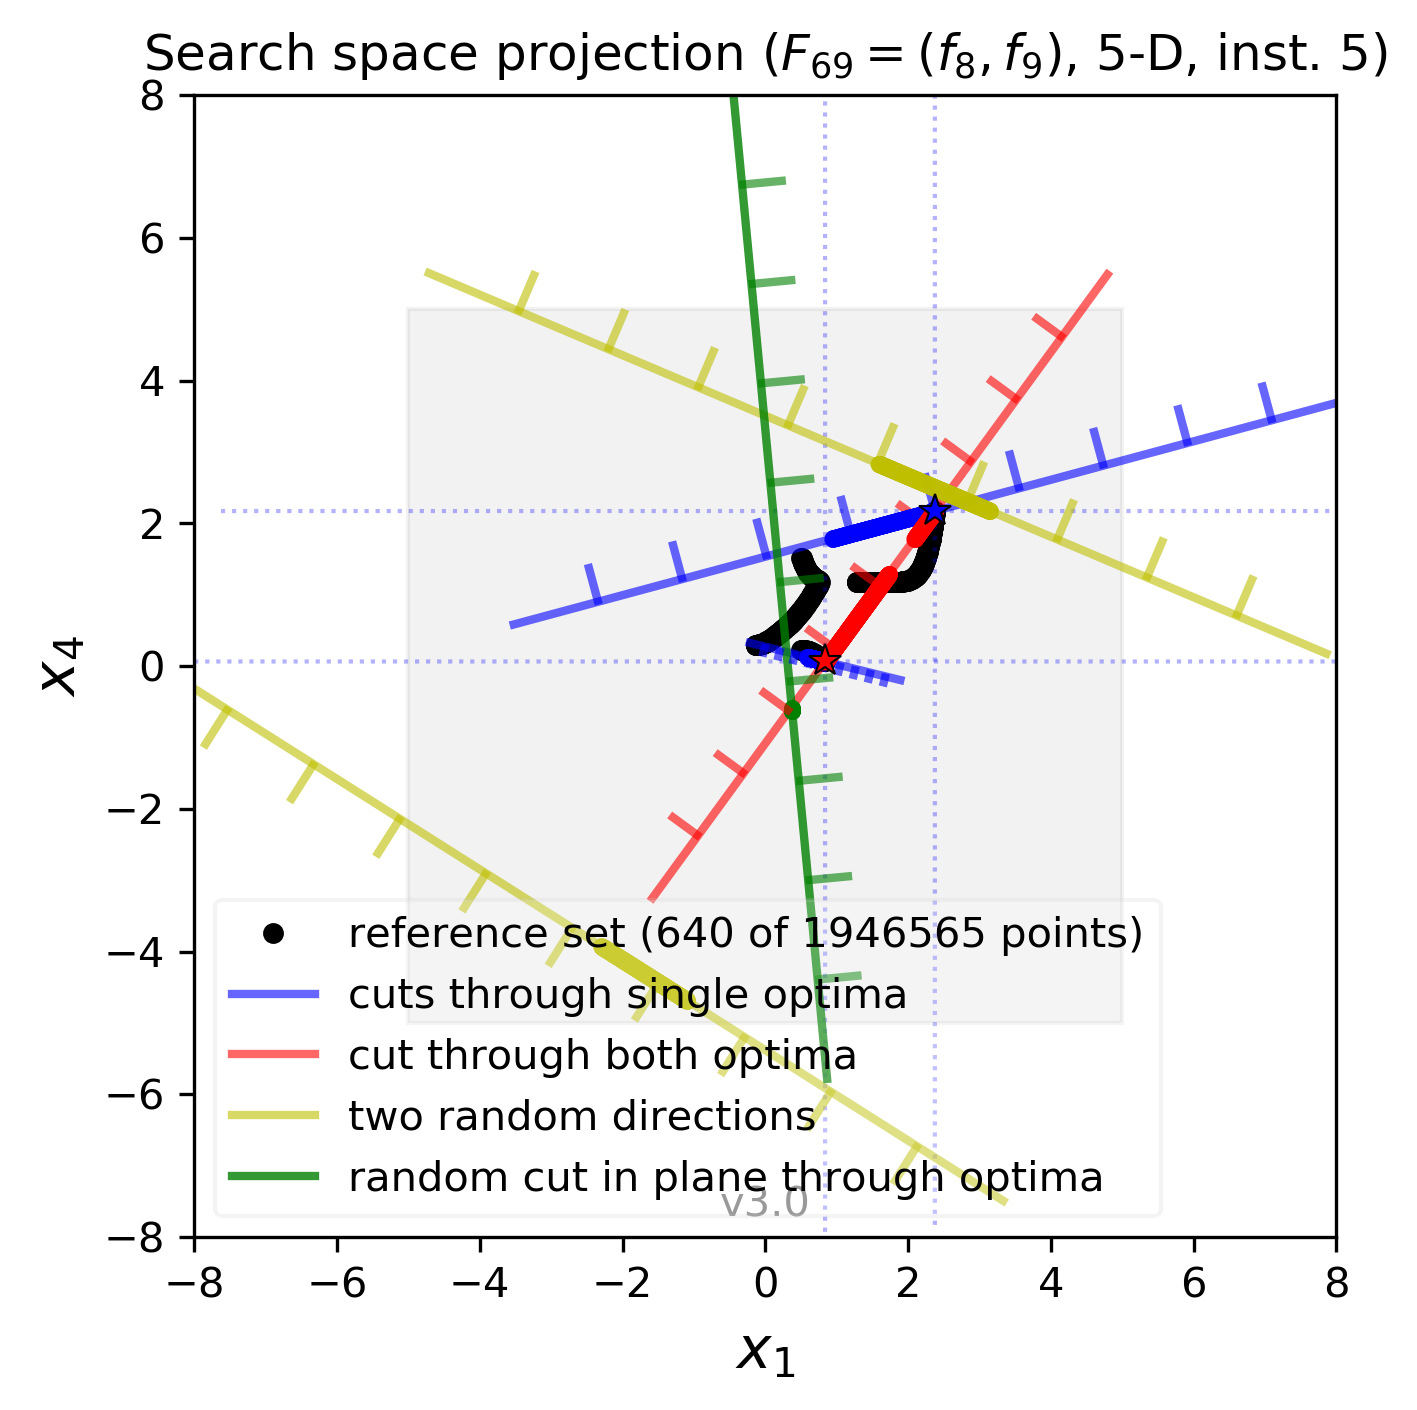 Search space projection (F₆₉ = (f₈, f₉), 5-D, inst. 5)
8
6
4
2
0
−2
−4
−6
−8
x₄
reference set (640 of 1946565 points)
cuts through single optima
cut through both optima
two random directions
random cut in plane through optima
v3.0
−8 −6 −4 −2 0 2 4 6 8
x₁